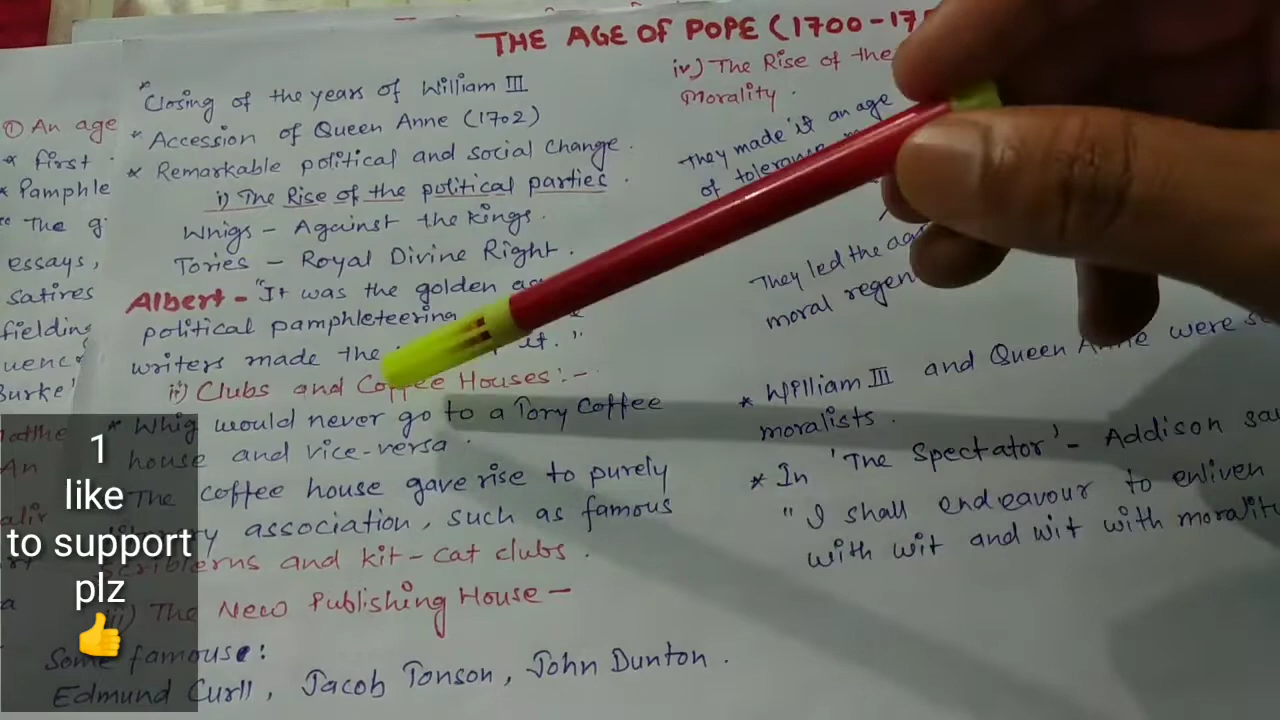 THE AGE OF POPE (1700-17
* Closing of the years of William III
* Accession of Queen Anne (1702)
* Remarkable political and social change.
i) The Rise of the political parties.
Whigs - Against the kings.
Tories - Royal Divine Right.
Albert - "It was the golden
political pamphleteering
writers made the it."
ii) Clubs and Coffee Houses:-
* Whig would never go to a Tory Coffee
house and vice-versa.
The coffee house gave rise to purely
association, such as famous
and kit-cat clubs.
The New Publishing House -
Some famouse:
Edmund Curll, Jacob Tonson, John Dunton.
iv) The Rise of the
Morality.
They made it an age
of
They led the
moral
* William III and Queen Anne were
moralists.
* In 'The Spectator' - Addison
"I shall endeavour to enliven
with wit and wit with
① An age
* first
* Pamphle
"The g
essays,
satires
fielding
1
like
to support
plz
👍